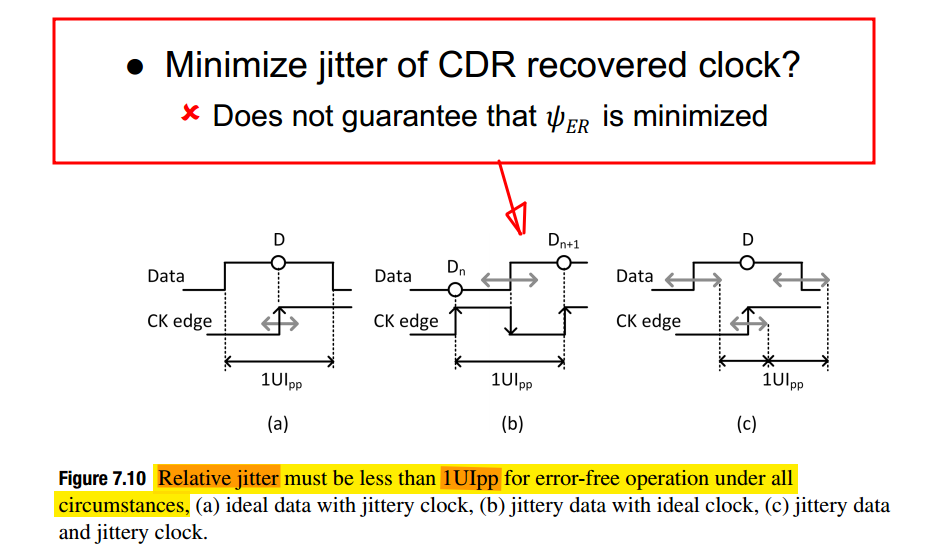 ● Minimize jitter of CDR recovered clock?
✘ Does not guarantee that ψ_ER is minimized
D
Data
CK edge
1UIpp
(a)
D_n+1
D_n
Data
CK edge
1UIpp
(b)
D
Data
CK edge
1UIpp
(c)
Figure 7.10 Relative jitter must be less than 1UIpp for error-free operation under all
circumstances, (a) ideal data with jittery clock, (b) jittery data with ideal clock, (c) jittery data
and jittery clock.